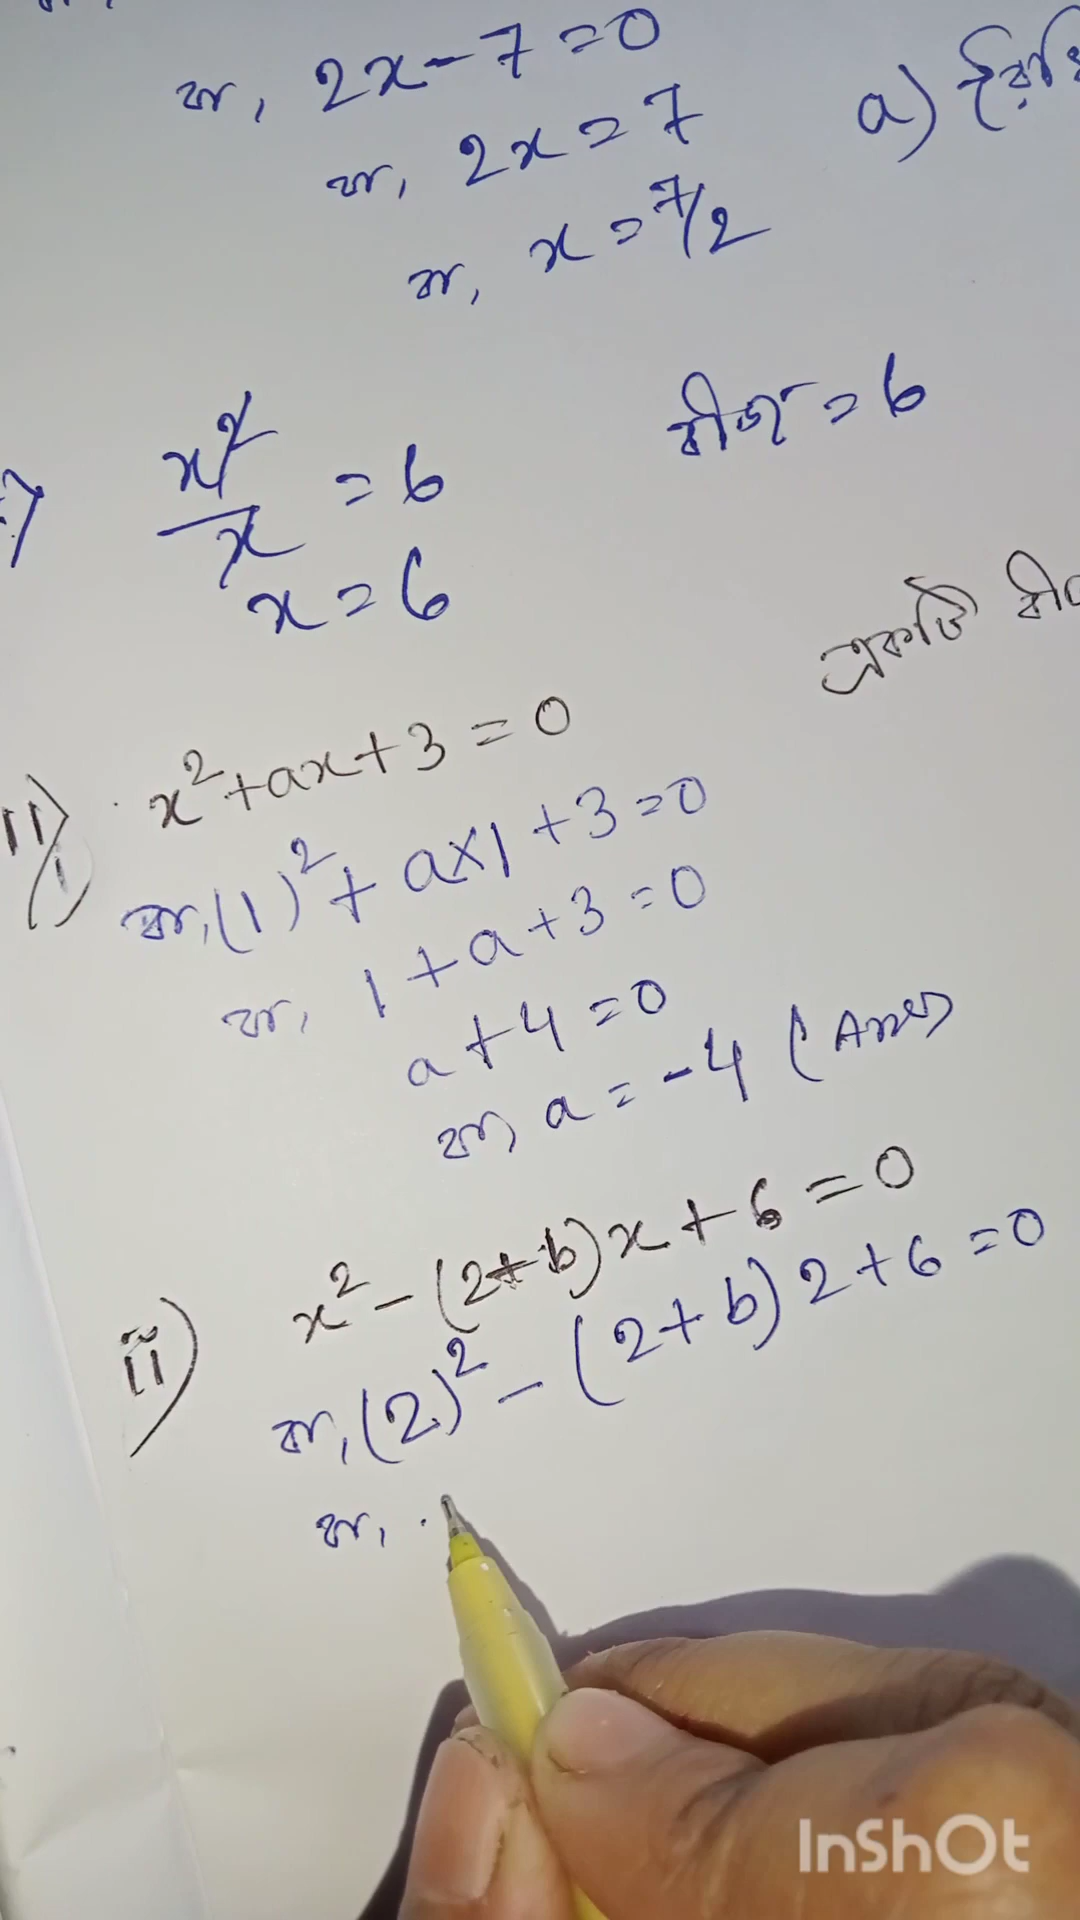 বা, 2x - 7 = 0
বা, 2x = 7
বা, x = 7/2
a)
x²/x = 6
বীজ = 6
x = 6
একটি
11) i) x² + ax + 3 = 0
বা, (1)² + a×1 + 3 = 0
বা, 1 + a + 3 = 0
a + 4 = 0
বা, a = -4 (Ans)
ii) x² - (2+b)x + 6 = 0
বা, (2)² - (2+b) 2 + 6 = 0
বা,
InShOt